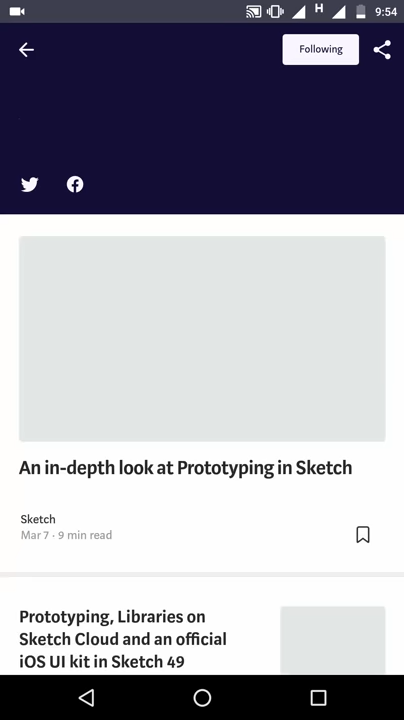 H
9:54
Following
An in-depth look at Prototyping in Sketch
Sketch
Mar 7 · 9 min read
Prototyping, Libraries on
Sketch Cloud and an official
iOS UI kit in Sketch 49